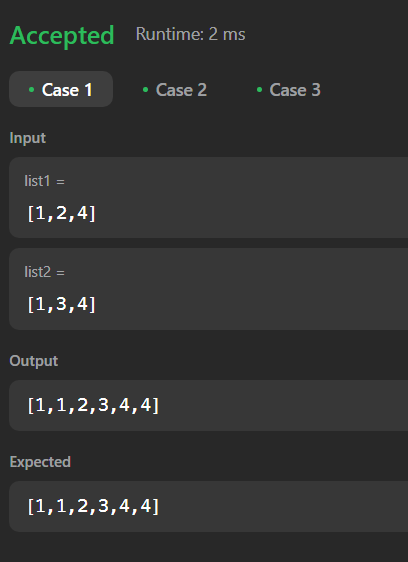 Accepted Runtime: 2 ms
• Case 1 • Case 2 • Case 3
Input
list1 =
[1,2,4]
list2 =
[1,3,4]
Output
[1,1,2,3,4,4]
Expected
[1,1,2,3,4,4]